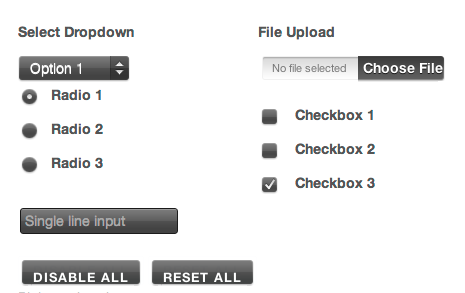 Select Dropdown
Option 1
Radio 1
Radio 2
Radio 3
Single line input
DISABLE ALL
RESET ALL
File Upload
No file selected
Choose File
Checkbox 1
Checkbox 2
Checkbox 3